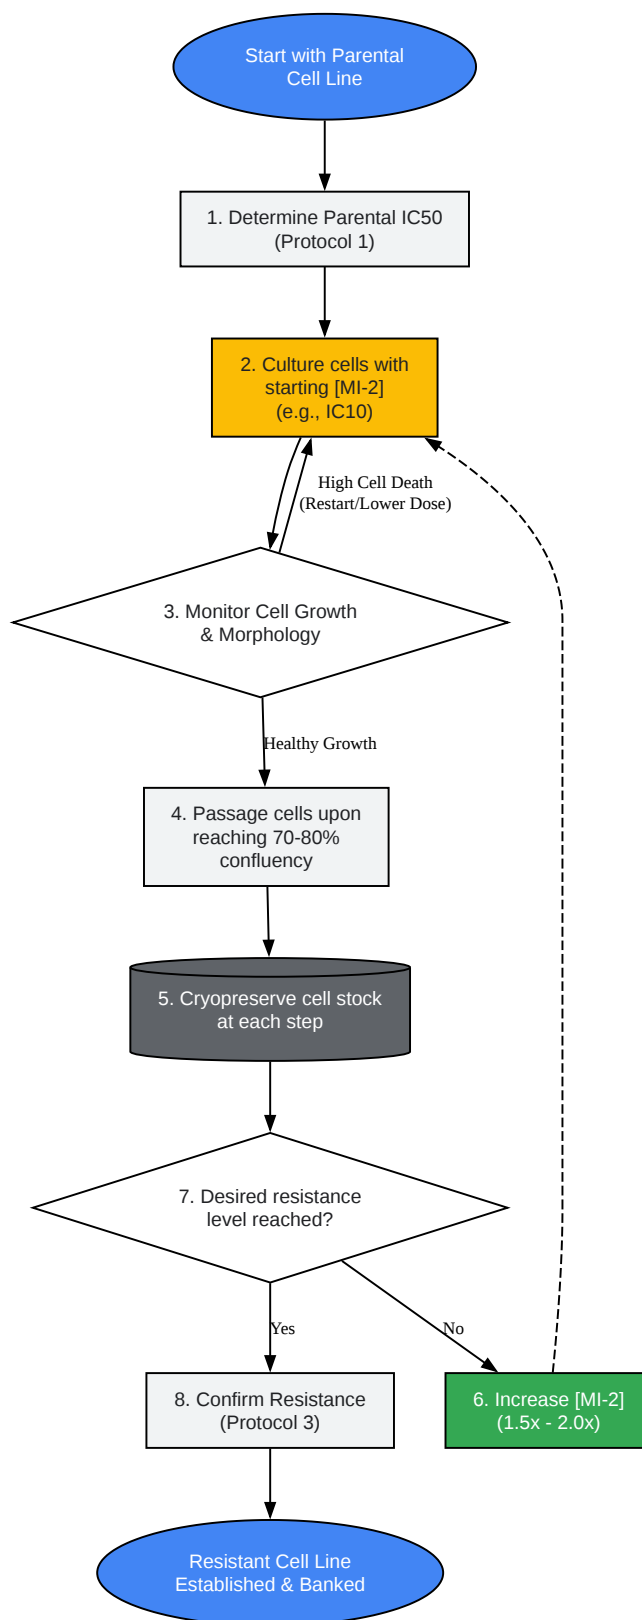 Start with Parental
Cell Line
1. Determine Parental IC50
(Protocol 1)
2. Culture cells with
starting [MI-2]
(e.g., IC10)
High Cell Death
(Restart/Lower Dose)
3. Monitor Cell Growth
& Morphology
Healthy Growth
4. Passage cells upon
reaching 70-80%
confluency
5. Cryopreserve cell stock
at each step
7. Desired resistance
level reached?
Yes
No
8. Confirm Resistance
(Protocol 3)
6. Increase [MI-2]
(1.5x - 2.0x)
Resistant Cell Line
Established & Banked